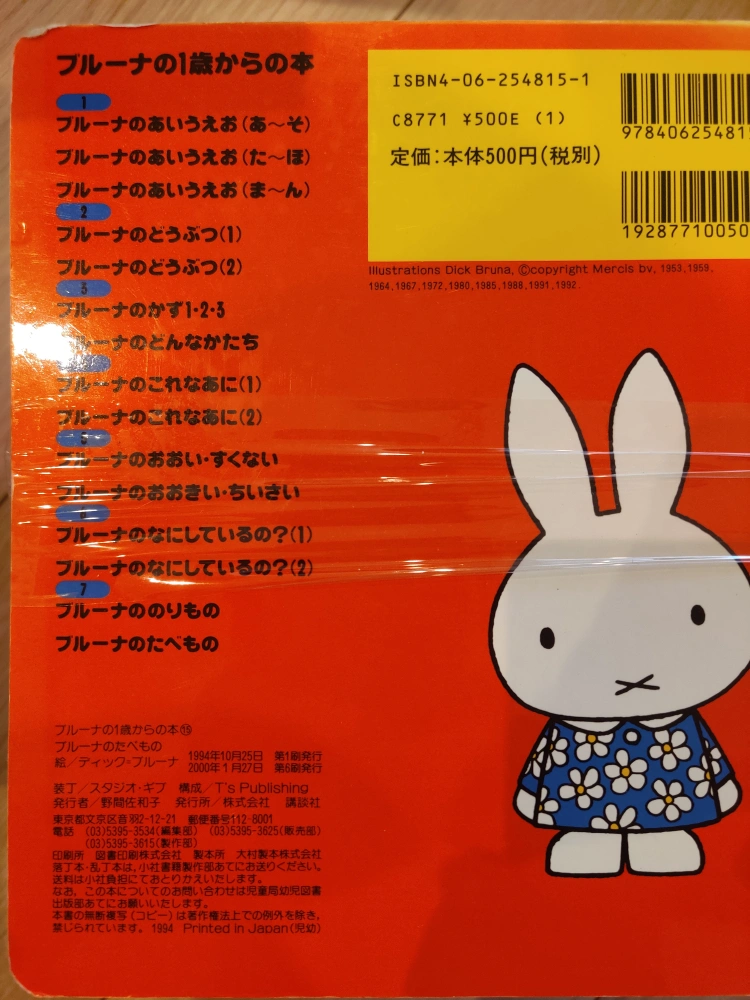 ブルーナの1歳からの本
1
ブルーナのあいうえお(あ～そ)
ブルーナのあいうえお(た～ほ)
ブルーナのあいうえお(ま～ん)
2
ブルーナのどうぶつ(1)
ブルーナのどうぶつ(2)
3
ブルーナのかず1・2・3
ブルーナのどんなかたち
ブルーナのこれなあに(1)
ブルーナのこれなあに(2)
5
ブルーナのおおい・すくない
ブルーナのおおきい・ちいさい
6
ブルーナのなにしているの?(1)
ブルーナのなにしているの?(2)
7
ブルーナののりもの
ブルーナのたべもの
ISBN4-06-254815-1
C8771 ¥500E (1)
定価:本体500円(税別)
97840625481
19287710050
Illustrations Dick Bruna, ©copyright Mercis bv, 1953,1959,
1964,1967,1972,1980,1985,1988,1991,1992
ブルーナの1歳からの本⑮
ブルーナのたべもの
絵/ディック=ブルーナ 1994年10月25日 第1刷発行
2000年1月27日 第6刷発行
装丁/スタジオ・ギブ 構成/T's Publishing
発行者/野間佐和子 発行所/株式会社 講談社
東京都文京区音羽2-12-21 郵便番号112-8001
電話 (03)5395-3534(編集部) (03)5395-3625(販売部)
(03)5395-3615(製作部)
印刷所 図書印刷株式会社 製本所 大村製本株式会社
落丁本・乱丁本は、小社書籍製作部あてにお送りください。
送料は小社負担にておとりかえいたします。
なお、この本についてのお問い合わせは児童局幼児図書
出版部あてにお願いいたします。
本書の無断複写(コピー)は著作権法上での例外を除き、
禁じられています。 1994 Printed in Japan(児幼)